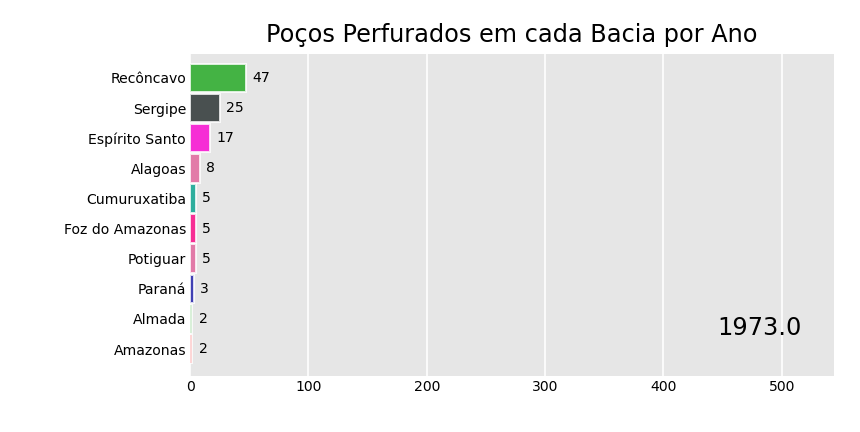 Poços Perfurados em cada Bacia por Ano
Recôncavo 47
Sergipe 25
Espírito Santo 17
Alagoas 8
Cumuruxatiba 5
Foz do Amazonas 5
Potiguar 5
Paraná 3
Almada 2
1973.0
Amazonas 2
0 100 200 300 400 500